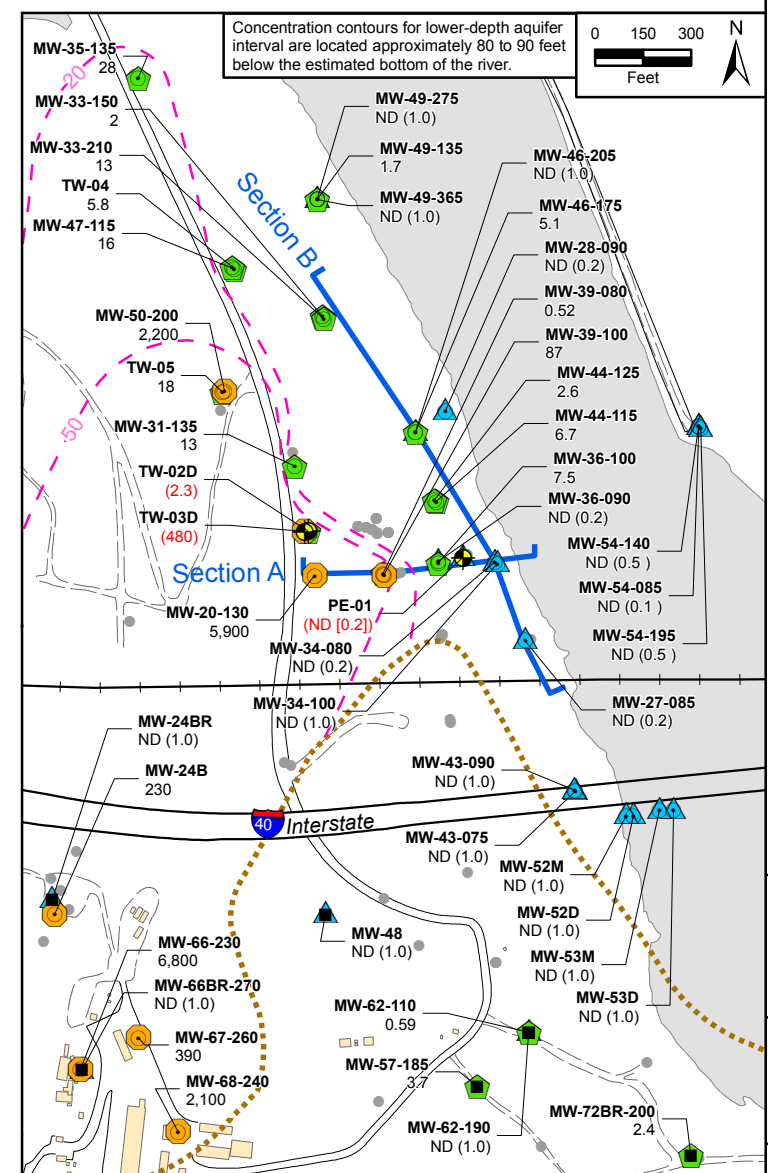 Concentration contours for lower-depth aquifer
interval are located approximately 80 to 90 feet
below the estimated bottom of the river.
0 150 300
Feet
N
MW-35-135
28
20
MW-33-150
2
MW-33-210
13
TW-04
5.8
MW-47-115
16
MW-49-275
ND (1.0)
MW-49-135
1.7
MW-49-365
ND (1.0)
Section B
MW-46-205
ND (1.0)
MW-46-175
5.1
MW-28-090
ND (0.2)
MW-39-080
0.52
MW-39-100
87
MW-44-125
2.6
MW-44-115
6.7
MW-36-100
7.5
MW-36-090
ND (0.2)
MW-50-200
2,200
TW-05
18
50
MW-31-135
13
TW-02D
(2.3)
TW-03D
(480)
Section A
MW-20-130
5,900
PE-01
(ND [0.2])
MW-34-080
ND (0.2)
MW-34-100
ND (1.0)
MW-54-140
ND (0.5 )
MW-54-085
ND (0.1 )
MW-54-195
ND (0.5 )
MW-27-085
ND (0.2)
MW-24BR
ND (1.0)
MW-24B
230
MW-43-090
ND (1.0)
40 Interstate
MW-43-075
ND (1.0)
MW-52M
ND (1.0)
MW-52D
ND (1.0)
MW-53M
ND (1.0)
MW-53D
ND (1.0)
MW-48
ND (1.0)
MW-66-230
6,800
MW-66BR-270
ND (1.0)
MW-67-260
390
MW-68-240
2,100
MW-62-110
0.59
MW-57-185
3.7
MW-62-190
ND (1.0)
MW-72BR-200
2.4